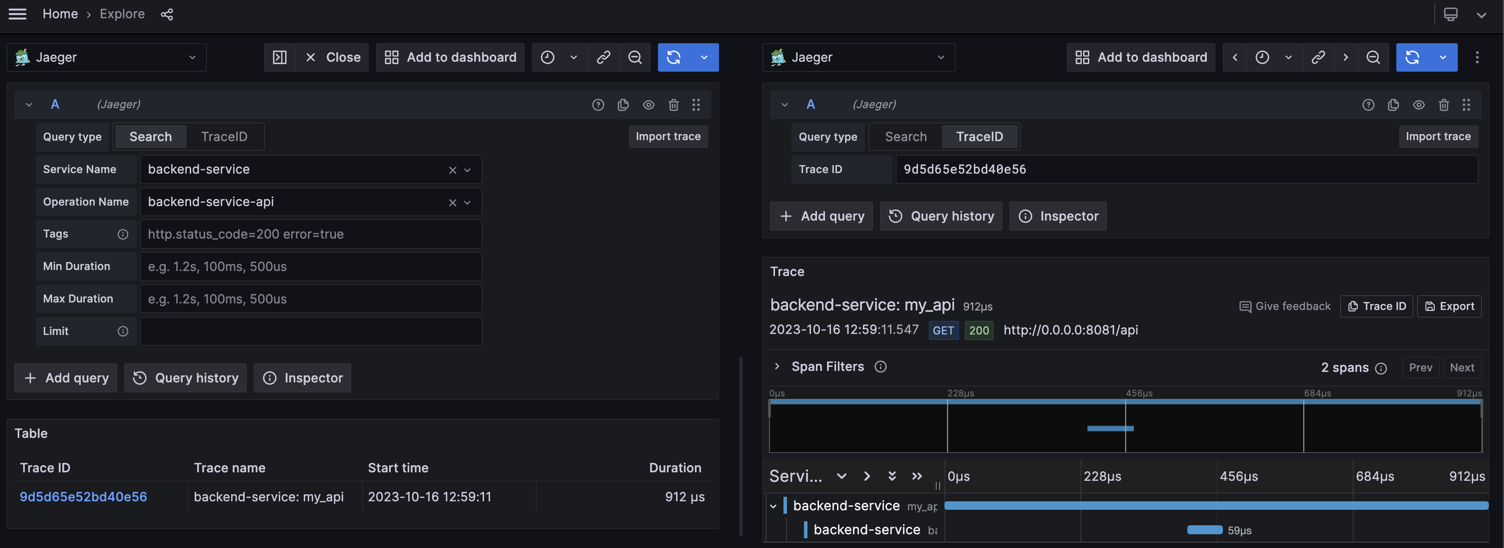 Home › Explore
Jaeger
Close
Add to dashboard
A (Jaeger)
Query type Search TraceID Import trace
Service Name backend-service
Operation Name backend-service-api
Tags http.status_code=200 error=true
Min Duration e.g. 1.2s, 100ms, 500us
Max Duration e.g. 1.2s, 100ms, 500us
Limit
Add query Query history Inspector
Table
Trace ID Trace name Start time Duration
9d5d65e52bd40e56 backend-service: my_api 2023-10-16 12:59:11 912 µs
Jaeger
Add to dashboard
A (Jaeger)
Query type Search TraceID Import trace
Trace ID 9d5d65e52bd40e56
Add query Query history Inspector
Trace
backend-service: my_api 912µs Give feedback Trace ID Export
2023-10-16 12:59:11.547 GET 200 http://0.0.0.0:8081/api
Span Filters 2 spans Prev Next
0µs 228µs 456µs 684µs 912µs
Servi... 0µs 228µs 456µs 684µs 912µs
backend-service my_ap
backend-service 59µs